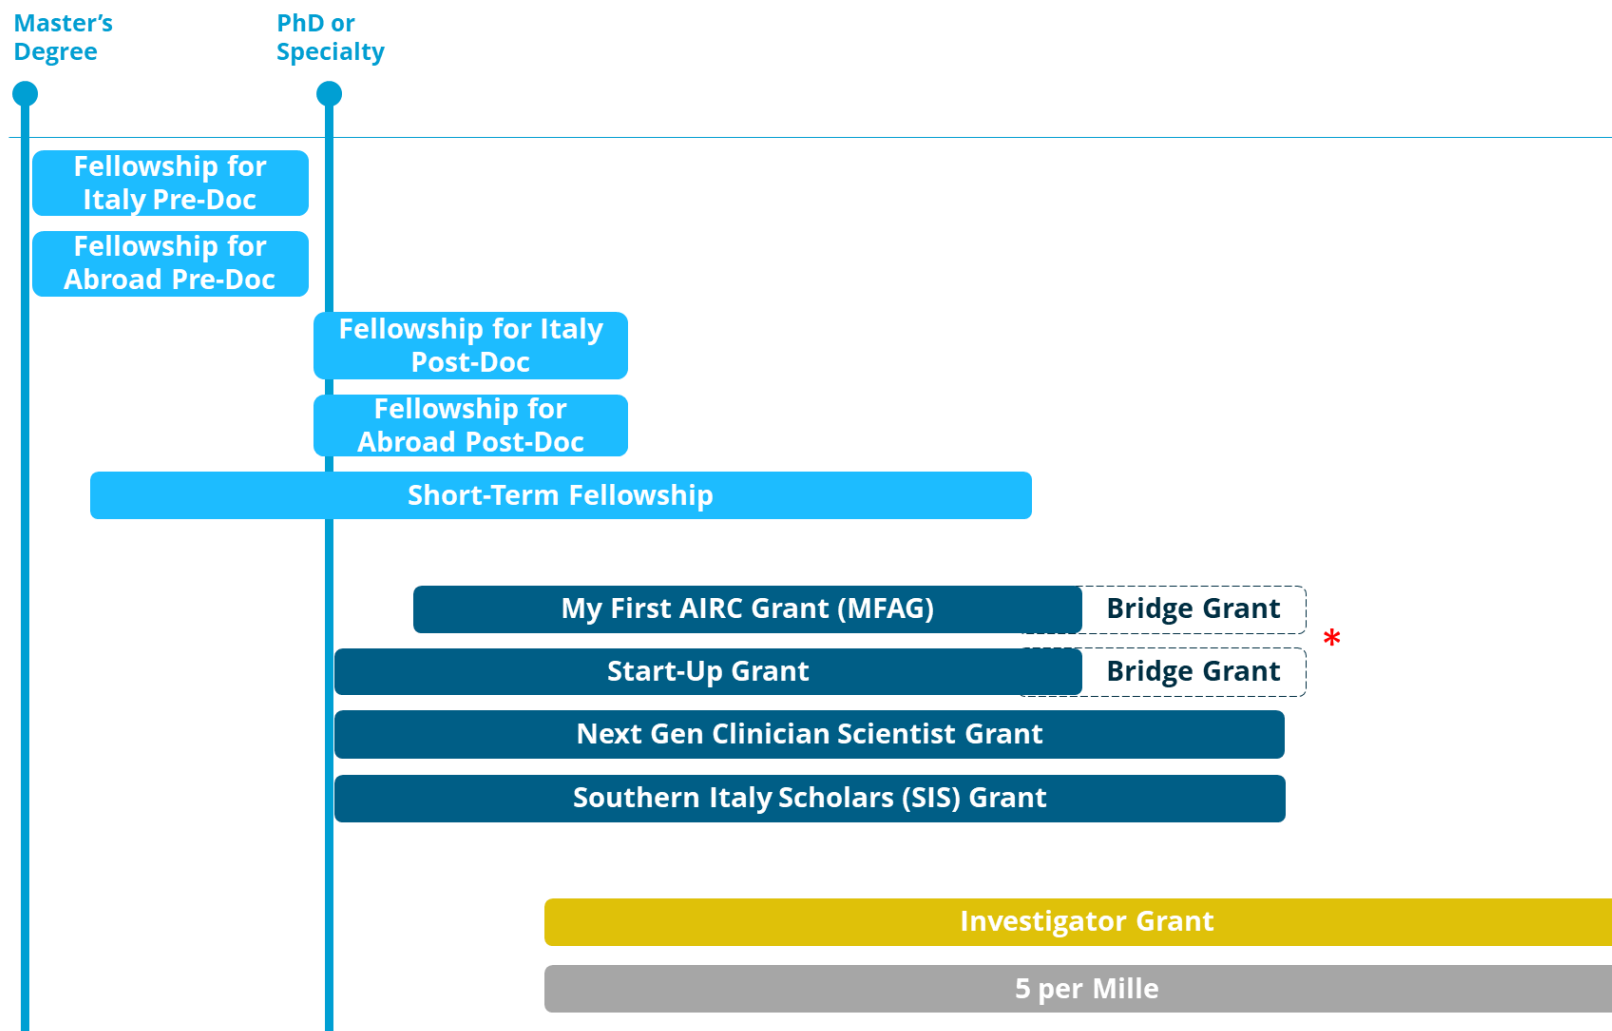 Master’s
Degree
PhD or
Specialty
Fellowship for
Italy Pre-Doc
Fellowship for
Abroad Pre-Doc
Fellowship for Italy
Post-Doc
Fellowship for
Abroad Post-Doc
Short-Term Fellowship
My First AIRC Grant (MFAG)
Bridge Grant
*
Start-Up Grant
Bridge Grant
Next Gen Clinician Scientist Grant
Southern Italy Scholars (SIS) Grant
Investigator Grant
5 per Mille